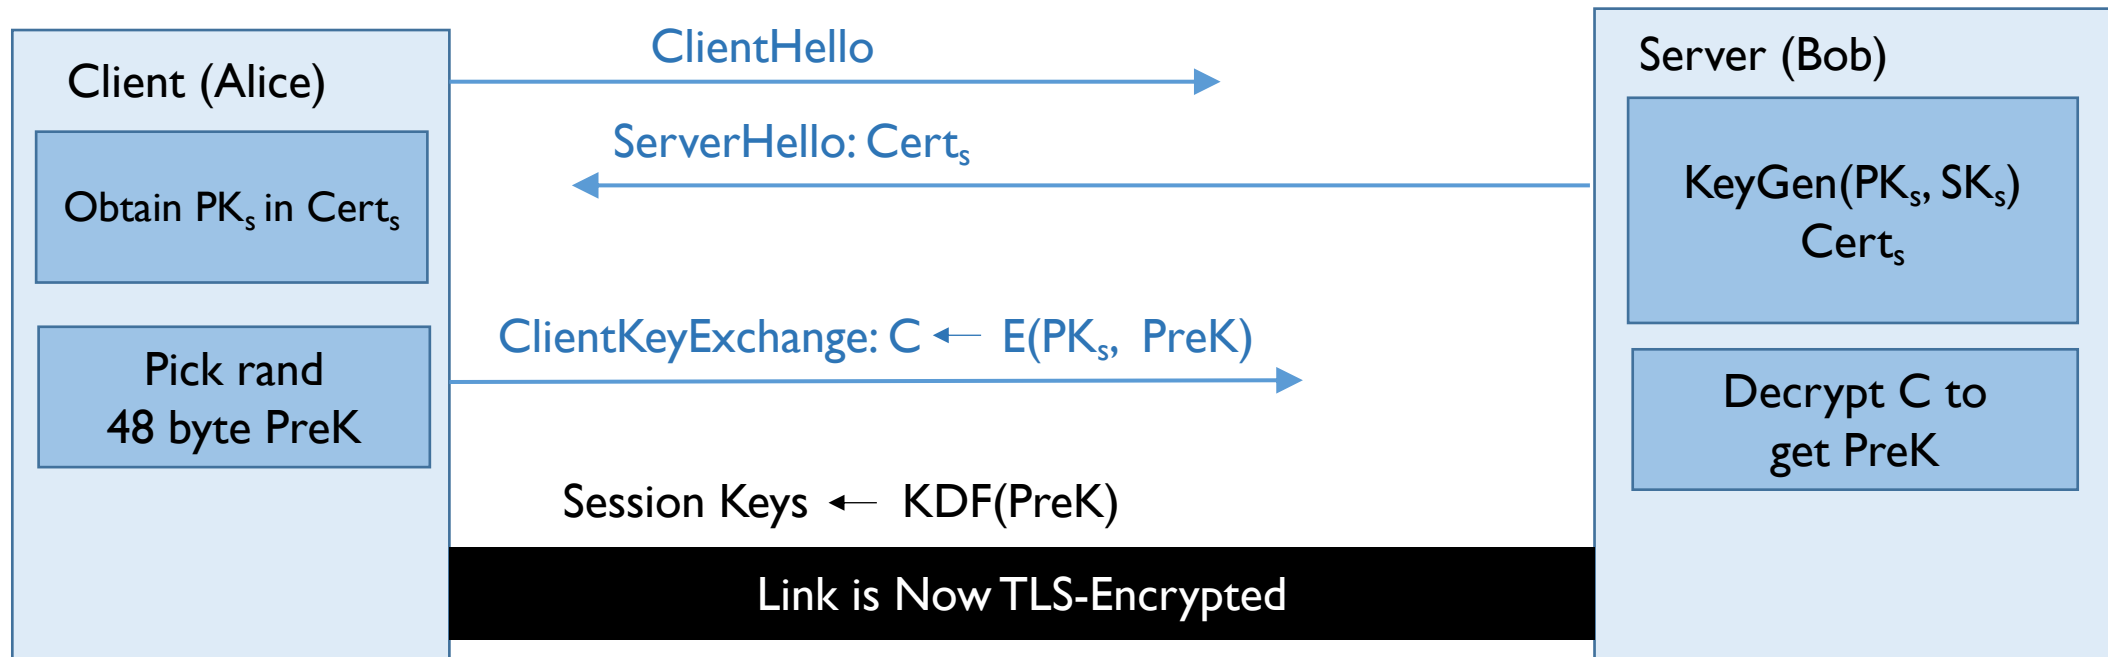 Client (Alice)
ClientHello
Server (Bob)
ServerHello: Certₛ
Obtain PKₛ in Certₛ
KeyGen(PKₛ, SKₛ)
Certₛ
ClientKeyExchange: C ← E(PKₛ, PreK)
Pick rand
48 byte PreK
Decrypt C to
get PreK
Session Keys ← KDF(PreK)
Link is Now TLS-Encrypted